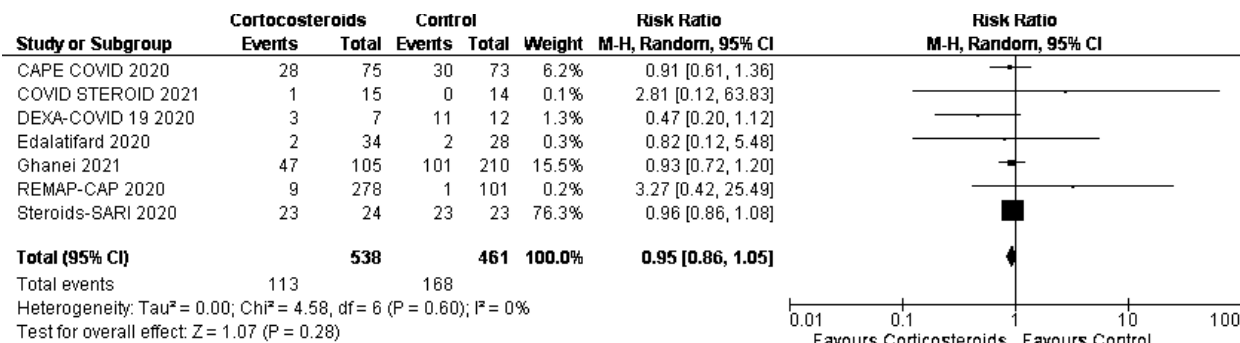 Cortocosteroids Control Risk Ratio Risk Ratio
Study or Subgroup Events Total Events Total Weight M-H, Random, 95% CI M-H, Random, 95% CI
CAPE COVID 2020 28 75 30 73 6.2% 0.91 [0.61, 1.36]
COVID STEROID 2021 1 15 0 14 0.1% 2.81 [0.12, 63.83]
DEXA-COVID 19 2020 3 7 11 12 1.3% 0.47 [0.20, 1.12]
Edalatifard 2020 2 34 2 28 0.3% 0.82 [0.12, 5.48]
Ghanei 2021 47 105 101 210 15.5% 0.93 [0.72, 1.20]
REMAP-CAP 2020 9 278 1 101 0.2% 3.27 [0.42, 25.49]
Steroids-SARI 2020 23 24 23 23 76.3% 0.96 [0.86, 1.08]
Total (95% CI) 538 461 100.0% 0.95 [0.86, 1.05]
Total events 113 168
Heterogeneity: Tau² = 0.00; Chi² = 4.58, df = 6 (P = 0.60); I² = 0%
Test for overall effect: Z = 1.07 (P = 0.28)
0.01 0.1 1 10 100
Favours Corticosteroids Favours Control